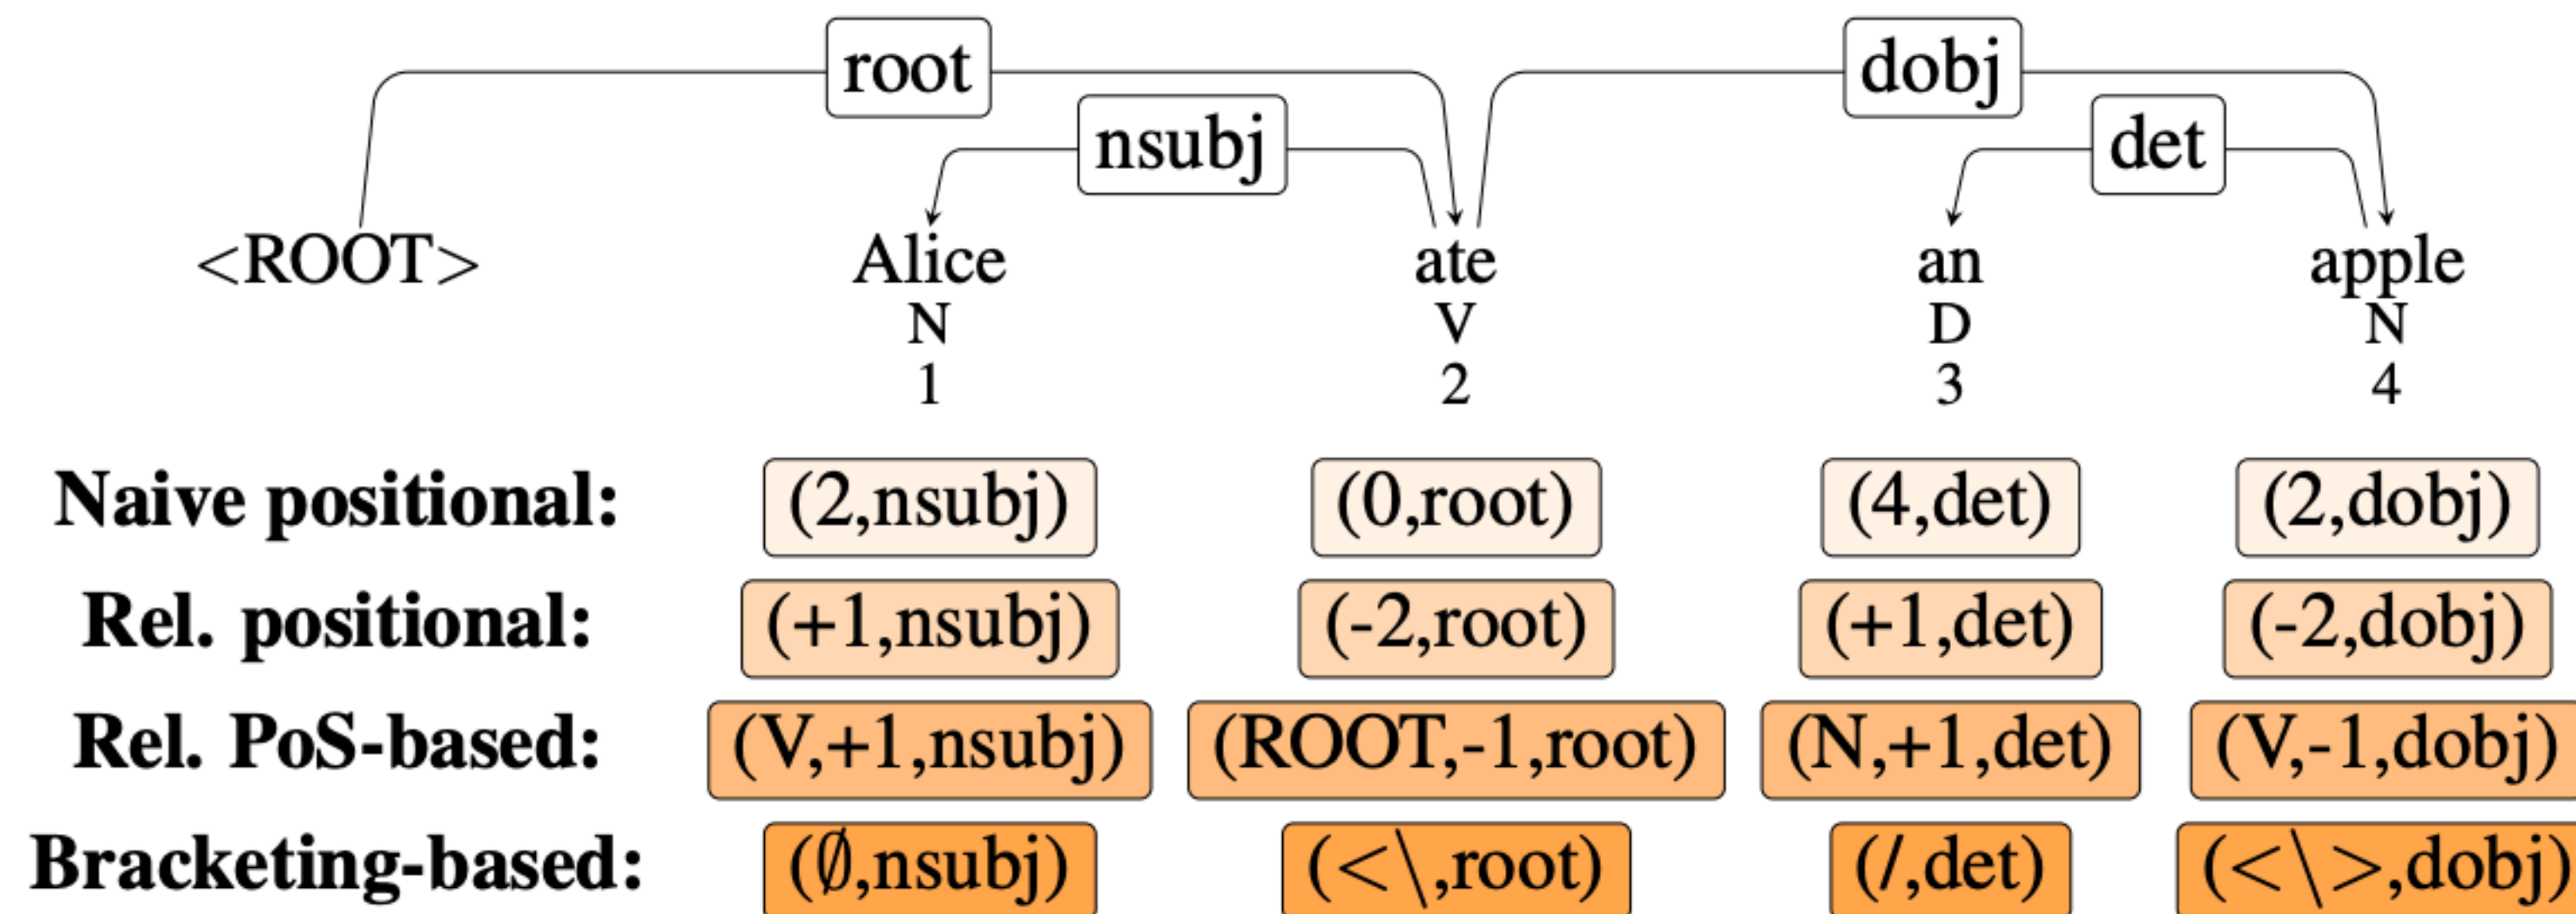 root dobj
nsubj det
<ROOT> Alice ate an apple
N V D N
1 2 3 4
Naive positional: (2,nsubj) (0,root) (4,det) (2,dobj)
Rel. positional: (+1,nsubj) (-2,root) (+1,det) (-2,dobj)
Rel. PoS-based: (V,+1,nsubj) (ROOT,-1,root) (N,+1,det) (V,-1,dobj)
Bracketing-based: (∅,nsubj) (<\,root) (/,det) (<\>,dobj)